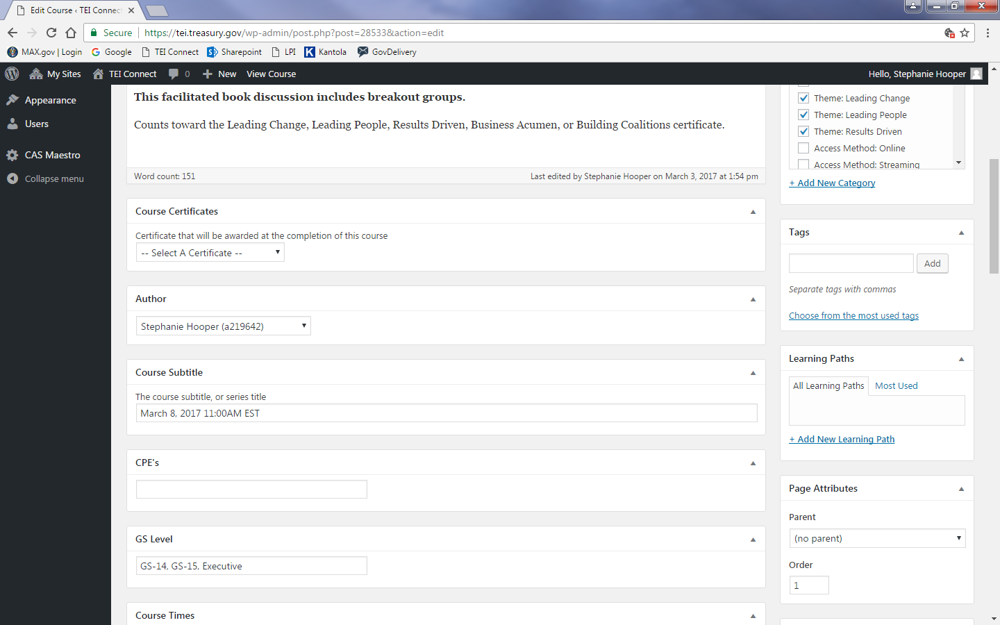 Edit Course ‹ TEI Connect
Secure
https://tei.treasury.gov/wp-admin/post.php?post=28533&action=edit
MAX.gov | Login
Google
TEI Connect
Sharepoint
LPI
Kantola
GovDelivery
My Sites
TEI Connect
0
New
View Course
Hello, Stephanie Hooper
Appearance
Users
CAS Maestro
Collapse menu
This facilitated book discussion includes breakout groups.
Counts toward the Leading Change, Leading People, Results Driven, Business Acumen, or Building Coalitions certificate.
Word count: 151
Last edited by Stephanie Hooper on March 3, 2017 at 1:54 pm
Course Certificates
Certificate that will be awarded at the completion of this course
-- Select A Certificate --
Author
Stephanie Hooper (a219642)
Course Subtitle
The course subtitle, or series title
March 8, 2017 11:00AM EST
CPE's
GS Level
GS-14, GS-15, Executive
Course Times
Theme: Leading Change
Theme: Leading People
Theme: Results Driven
Access Method: Online
Access Method: Streaming
+ Add New Category
Tags
Add
Separate tags with commas
Choose from the most used tags
Learning Paths
All Learning Paths
Most Used
+ Add New Learning Path
Page Attributes
Parent
(no parent)
Order
1